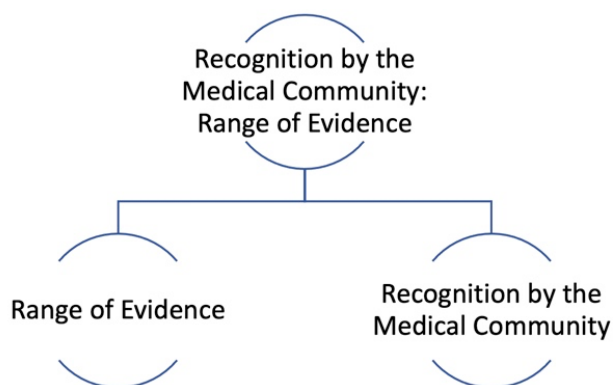 Recognition by the
Medical Community:
Range of Evidence
Range of Evidence
Recognition by the
Medical Community